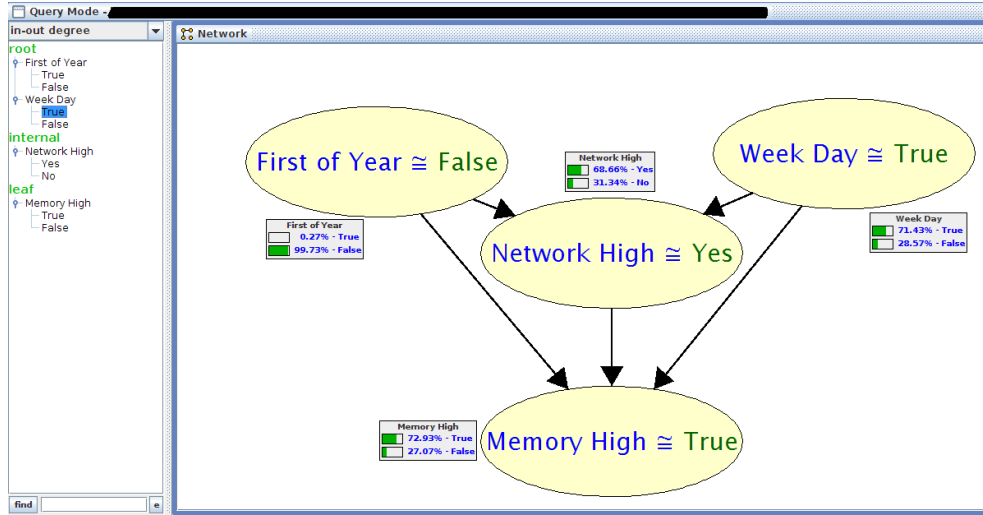 Query Mode -
in-out degree
root
First of Year
True
False
Week Day
True
False
internal
Network High
Yes
No
leaf
Memory High
True
False
find
e
Network
First of Year ≅ False
Week Day ≅ True
Network High
68.66% - Yes
31.34% - No
First of Year
0.27% - True
99.73% - False
Week Day
71.43% - True
28.57% - False
Network High ≅ Yes
Memory High
72.93% - True
27.07% - False
Memory High ≅ True